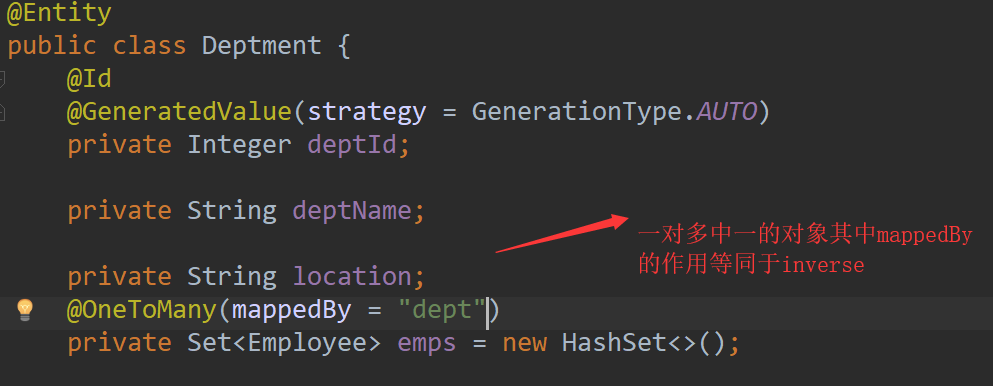 @Entity
public class Deptment {
@Id
@GeneratedValue(strategy = GenerationType.AUTO)
private Integer deptId;
private String deptName;
一对多中一的对象其中mappedBy
的作用等同于inverse
private String location;
@OneToMany(mappedBy = "dept")
private Set<Employee> emps = new HashSet<>();